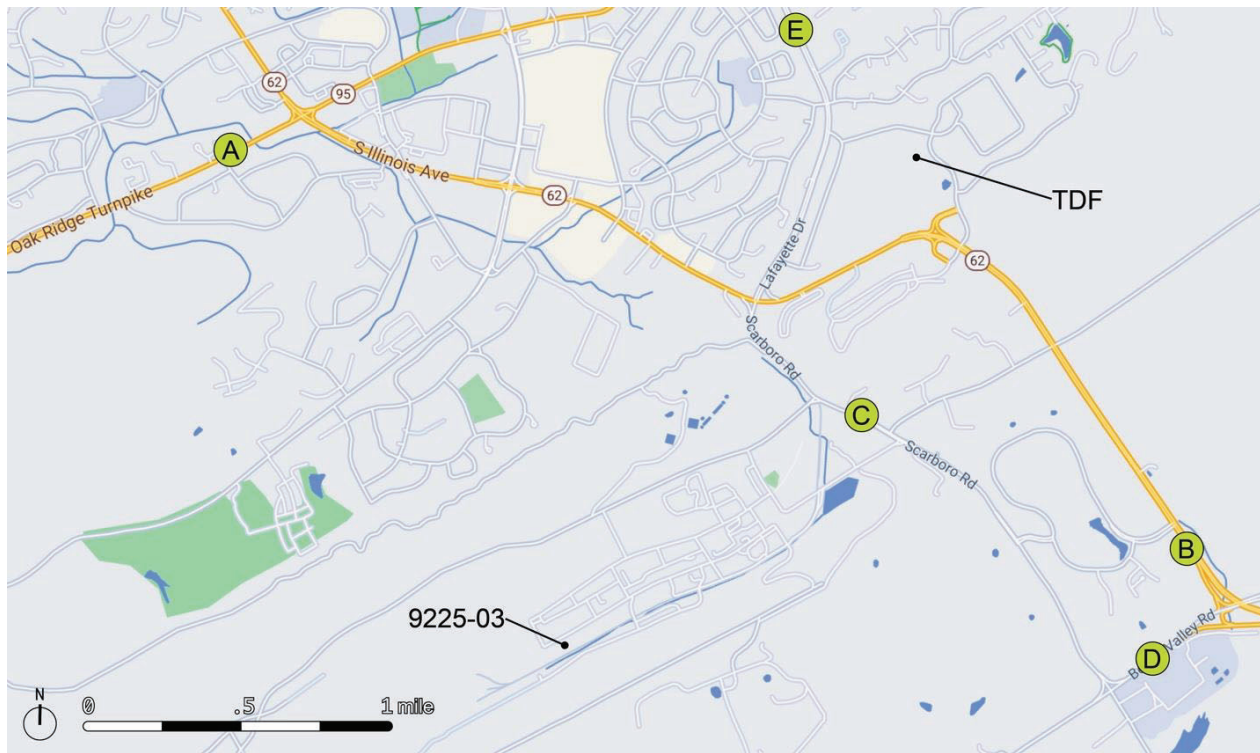 E
62
95
A
S Illinois Ave
62
Oak Ridge Turnpike
TDF
Lafayette Dr
62
Scarboro Rd
C
Scarboro Rd
B
9225-03
Valley Rd
D
N
0 .5 1 mile